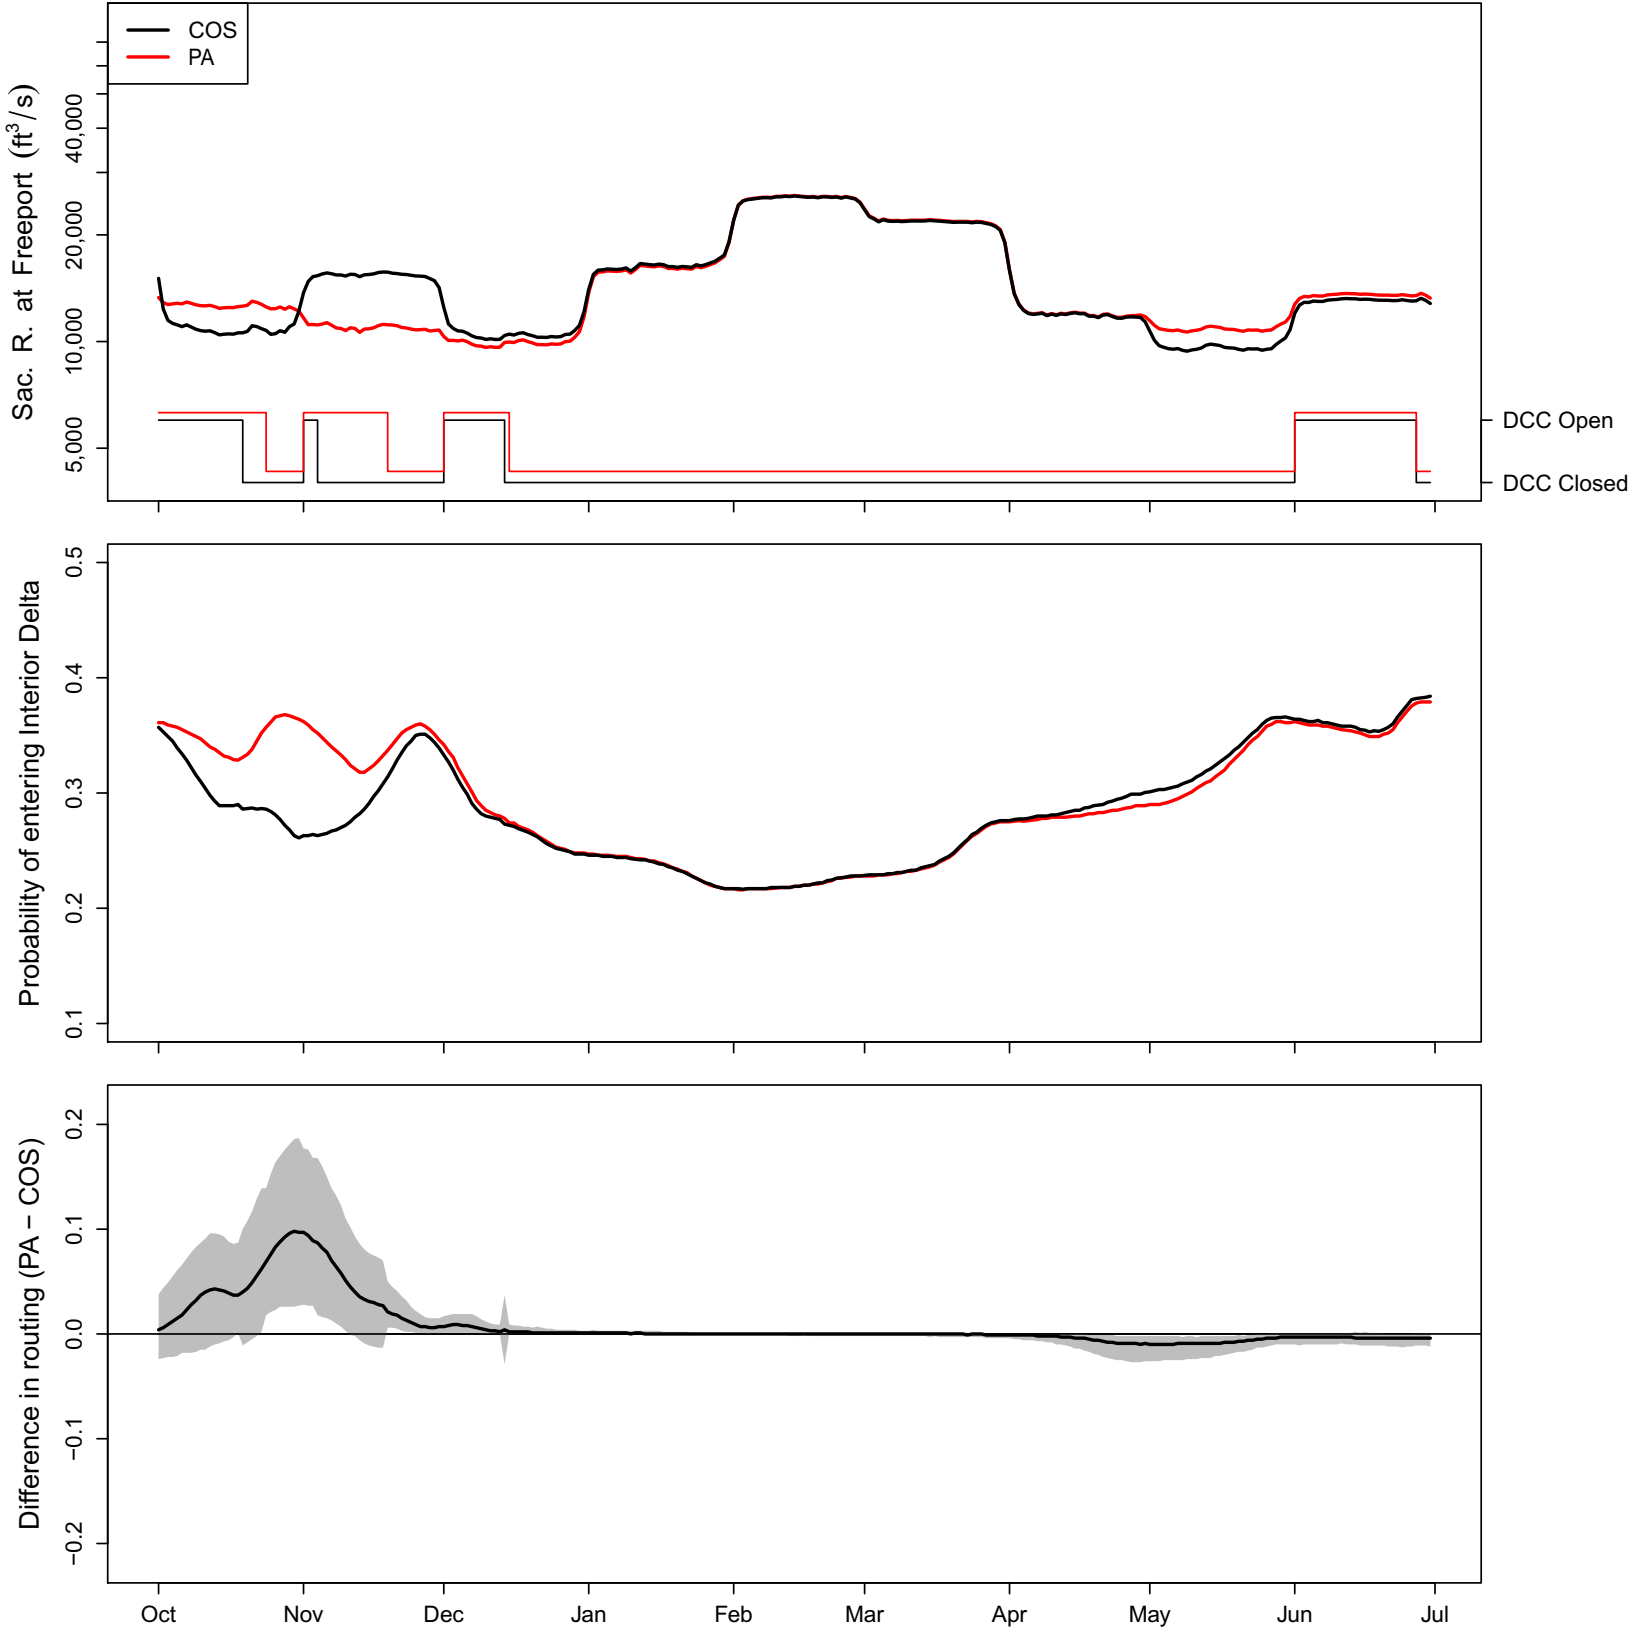 COS
PA
Sac. R. at Freeport (ft³/s)
40,000
20,000
10,000
5,000
DCC Open
DCC Closed
Probability of entering Interior Delta
0.5
0.4
0.3
0.2
0.1
Difference in routing (PA − COS)
0.2
0.1
0.0
−0.1
−0.2
Oct Nov Dec Jan Feb Mar Apr May Jun Jul